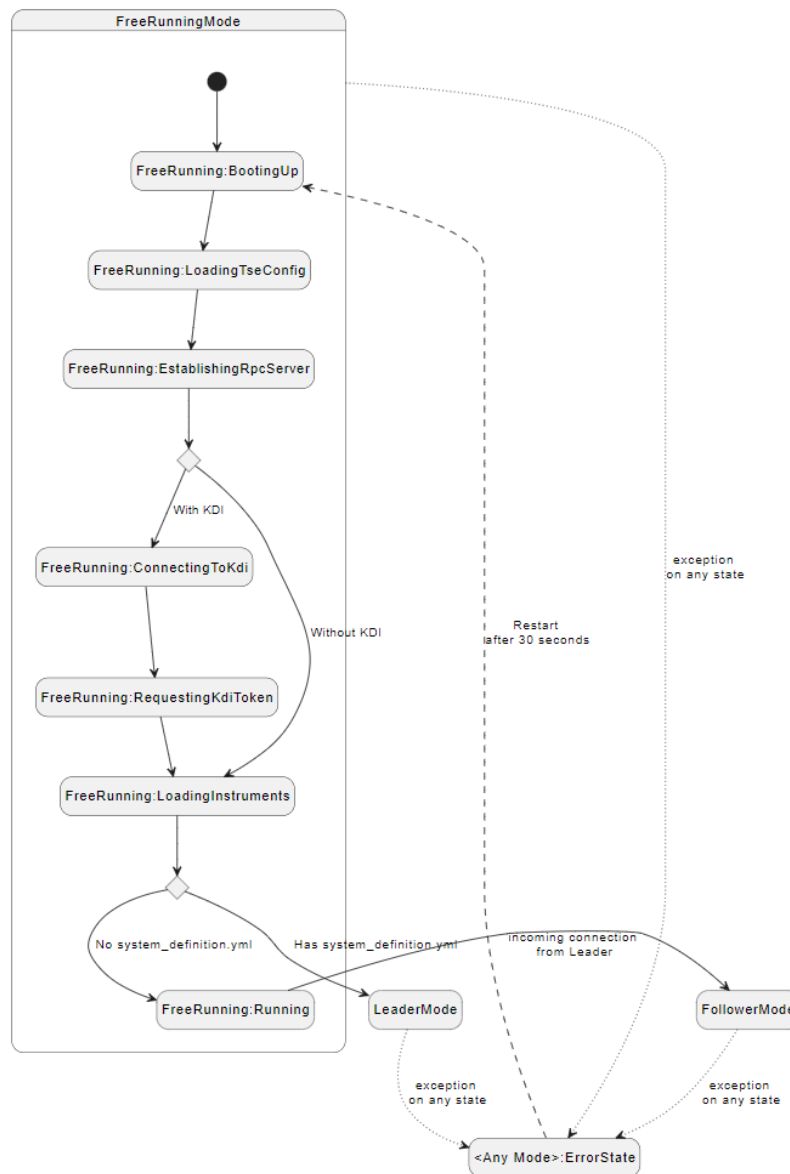 FreeRunningMode
FreeRunning:BootingUp
FreeRunning:LoadingTseConfig
FreeRunning:EstablishingRpcServer
With KDI
FreeRunning:ConnectingToKdi
exception
on any state
Without KDI
Restart
after 30 seconds
FreeRunning:RequestingKdiToken
FreeRunning:LoadingInstruments
No system_definition.yml
Has system_definition.yml
incoming connection
from Leader
FreeRunning:Running
LeaderMode
FollowerMode
exception
on any state
exception
on any state
<Any Mode>:ErrorState